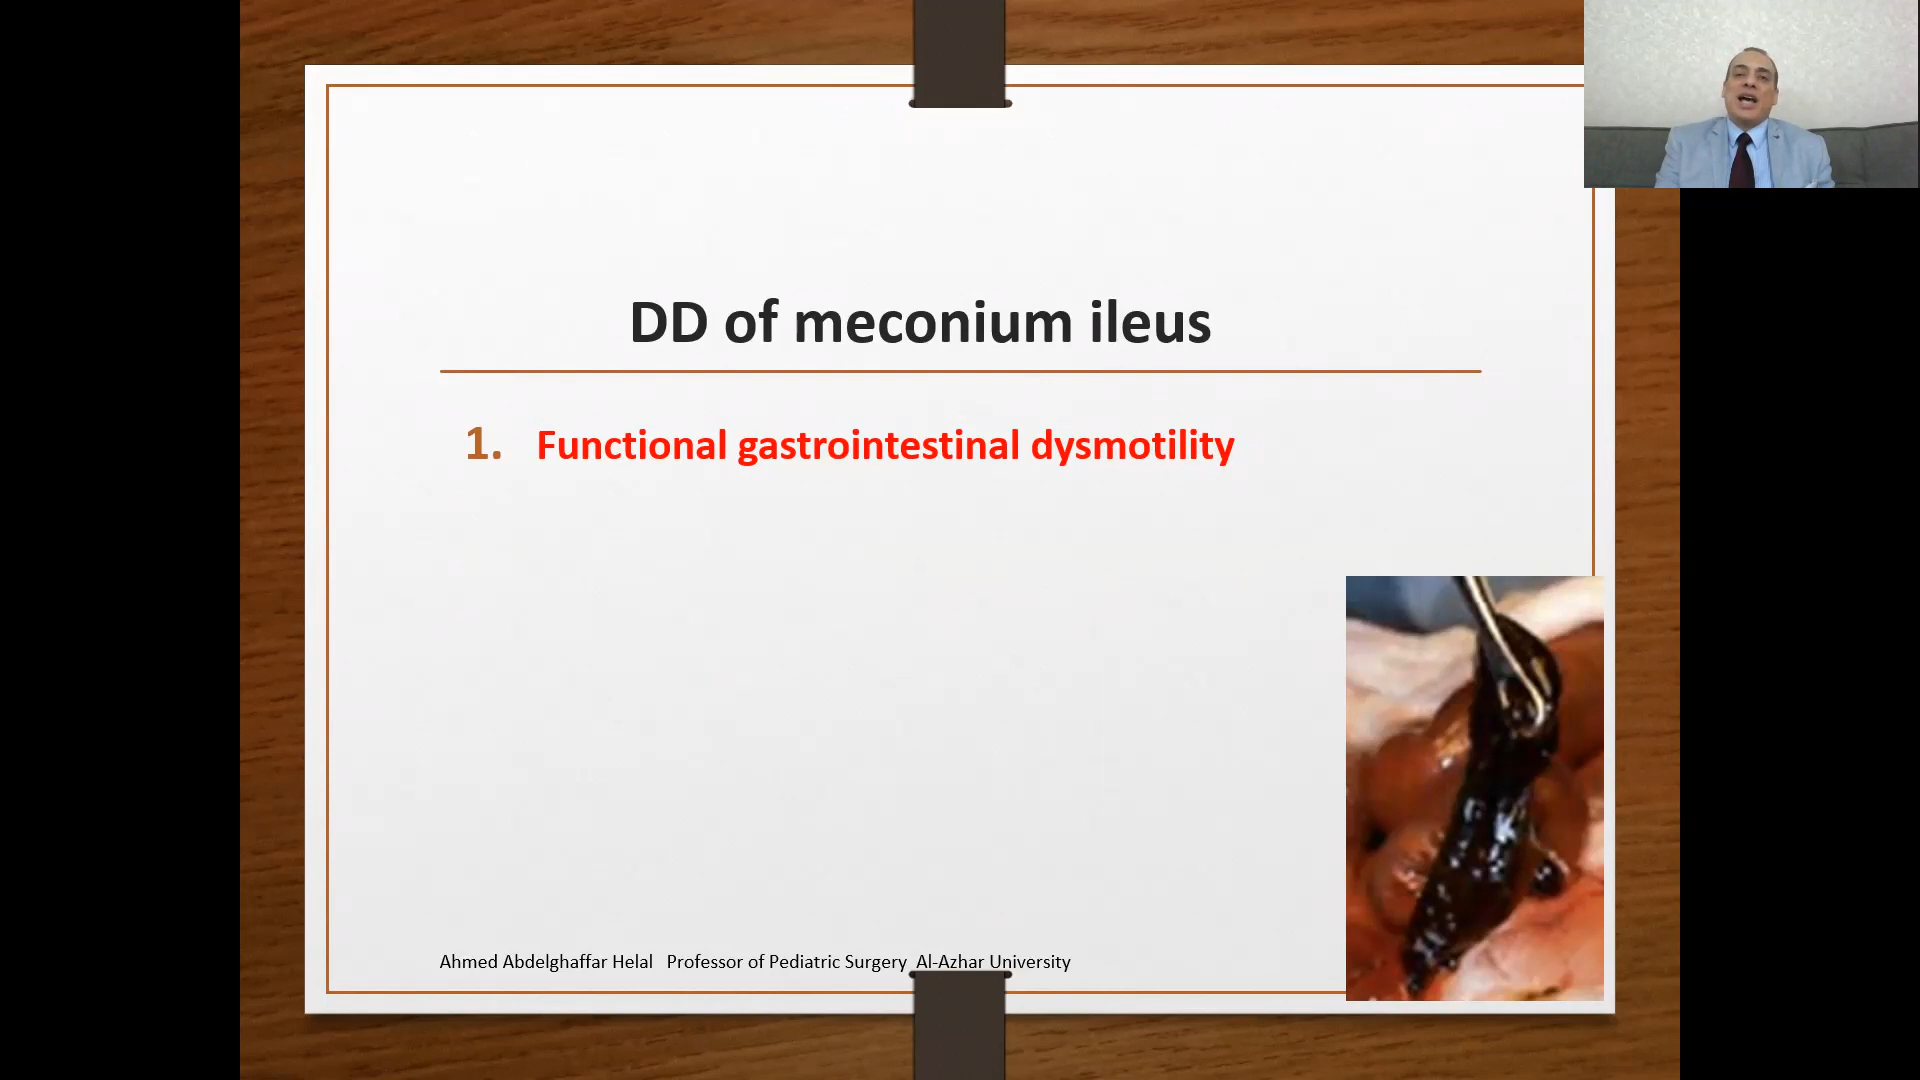 DD of meconium ileus
1. Functional gastrointestinal dysmotility
Ahmed Abdelghaffar Helal Professor of Pediatric Surgery Al-Azhar University